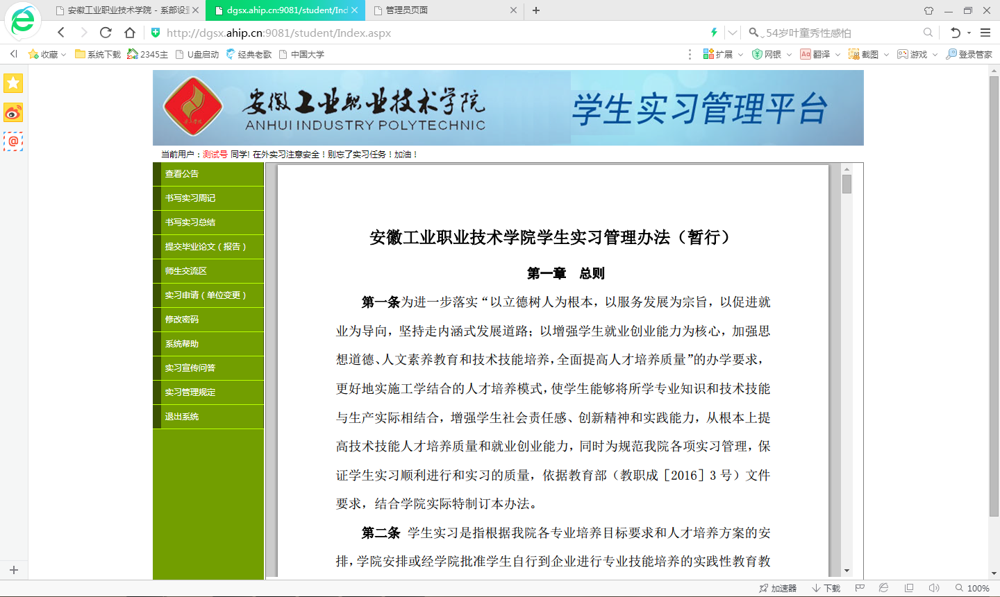 安徽工业职业技术学院 - 系部设置
dgsx.ahip.cn:9081/student/Ind
管理员页面
http://dgsx.ahip.cn:9081/student/Index.aspx
54岁叶童秀性感怕
收藏 系统下载 2345主 U盘启动 经典老歌 中国大学
扩展 网银 翻译 截图 游戏 登录管家
安徽工业职业技术学院
ANHUI INDUSTRY POLYTECHNIC
学生实习管理平台
当前用户：测试号 同学! 在外实习注意安全！别忘了实习任务！加油！
查看公告
书写实习周记
书写实习总结
提交毕业论文（报告）
师生交流区
实习申请（单位变更）
修改密码
系统帮助
实习宣传问答
实习管理规定
退出系统
安徽工业职业技术学院学生实习管理办法（暂行）
第一章 总则
第一条为进一步落实“以立德树人为根本，以服务发展为宗旨，以促进就
业为导向，坚持走内涵式发展道路；以增强学生就业创业能力为核心，加强思
想道德、人文素养教育和技术技能培养，全面提高人才培养质量”的办学要求，
更好地实施工学结合的人才培养模式，使学生能够将所学专业知识和技术技能
与生产实际相结合，增强学生社会责任感、创新精神和实践能力，从根本上提
高技术技能人才培养质量和就业创业能力，同时为规范我院各项实习管理，保
证学生实习顺利进行和实习的质量，依据教育部（教职成［2016］3 号）文件
要求，结合学院实际特制订本办法。
第二条 学生实习是指根据我院各专业培养目标要求和人才培养方案的安
排，学院安排或经学院批准学生自行到企业进行专业技能培养的实践性教育教
加速器 下载 100%